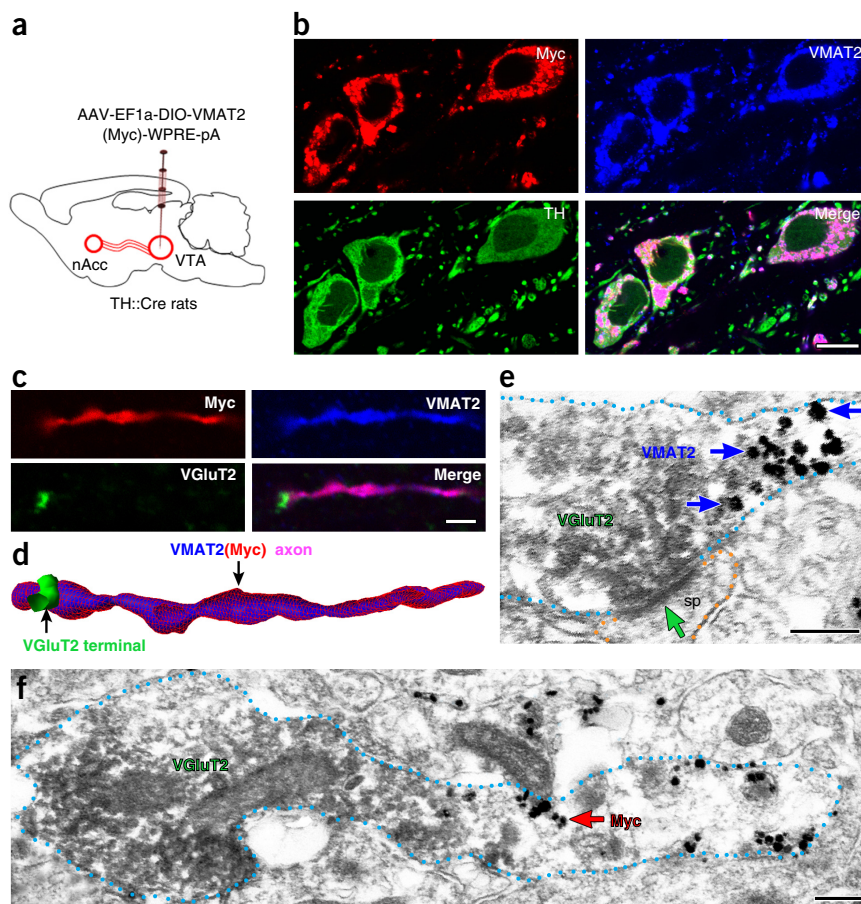 a
AAV-EF1a-DIO-VMAT2
(Myc)-WPRE-pA
nAcc
VTA
TH::Cre rats
b
Myc
VMAT2
TH
Merge
c
Myc
VMAT2
VGluT2
Merge
d
VMAT2(Myc) axon
VGluT2 terminal
e
VMAT2
VGluT2
sp
f
VGluT2
Myc